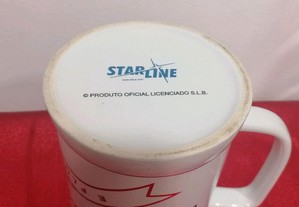 STARLINE
© PRODUTO OFICIAL LICENCIADO S.L.B.